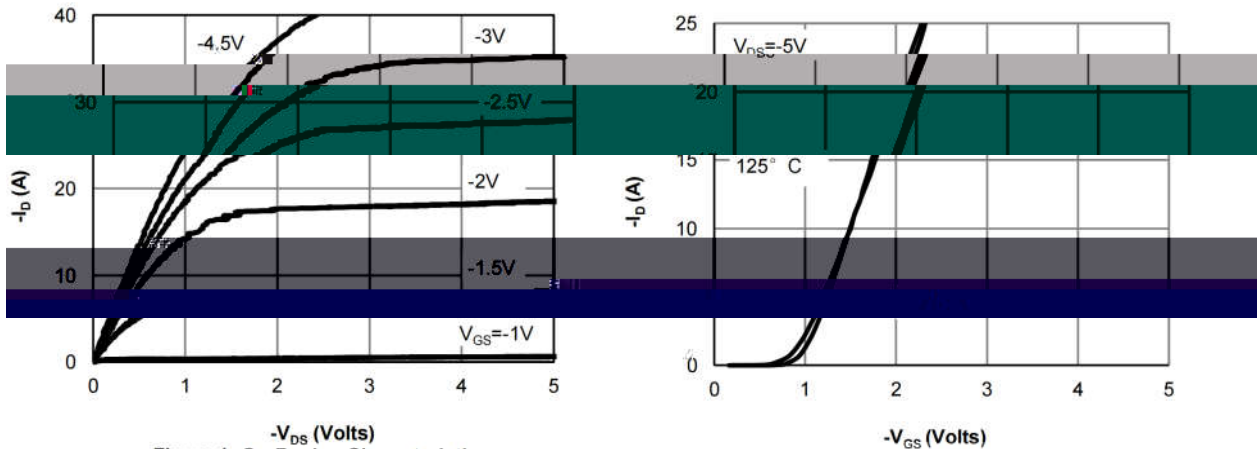 40
-4.5V
-3V
30
-2.5V
20
-2V
10
-1.5V
V_GS=-1V
0
0 1 2 3 4 5
-I_D (A)
-V_DS (Volts)
25
V_DS=-5V
20
15
125° C
10
0
0 1 2 3 4 5
-I_D (A)
-V_GS (Volts)